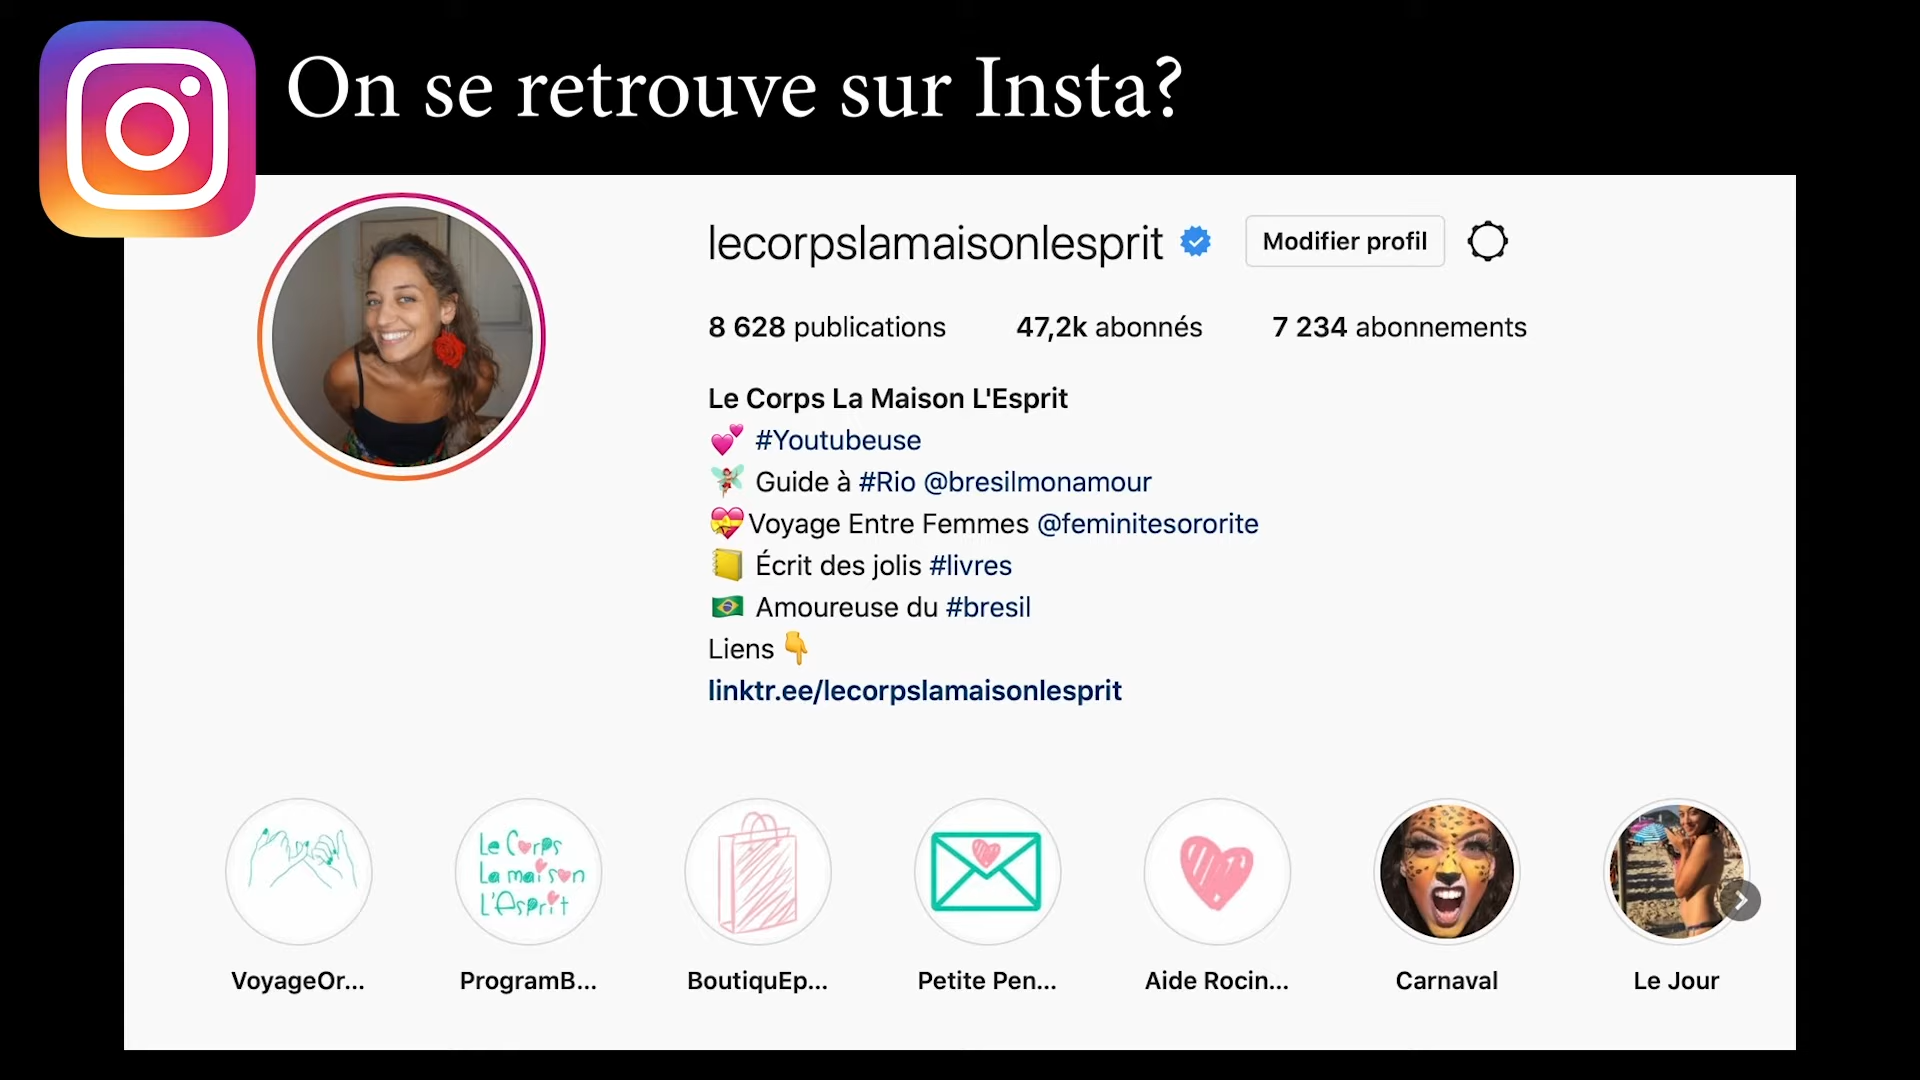 On se retrouve sur Insta?
lecorpslamaisonlesprit Modifier profil
8 628 publications 47,2k abonnés 7 234 abonnements
Le Corps La Maison L'Esprit
💕 #Youtubeuse
🧚 Guide à #Rio @bresilmonamour
💝Voyage Entre Femmes @feminitesororite
📒 Écrit des jolis #livres
🇧🇷 Amoureuse du #bresil
Liens 👇
linktr.ee/lecorpslamaisonlesprit
Le Corps
La maison
L'Esprit
VoyageOr... ProgramB... BoutiquEp... Petite Pen... Aide Rocin... Carnaval Le Jour